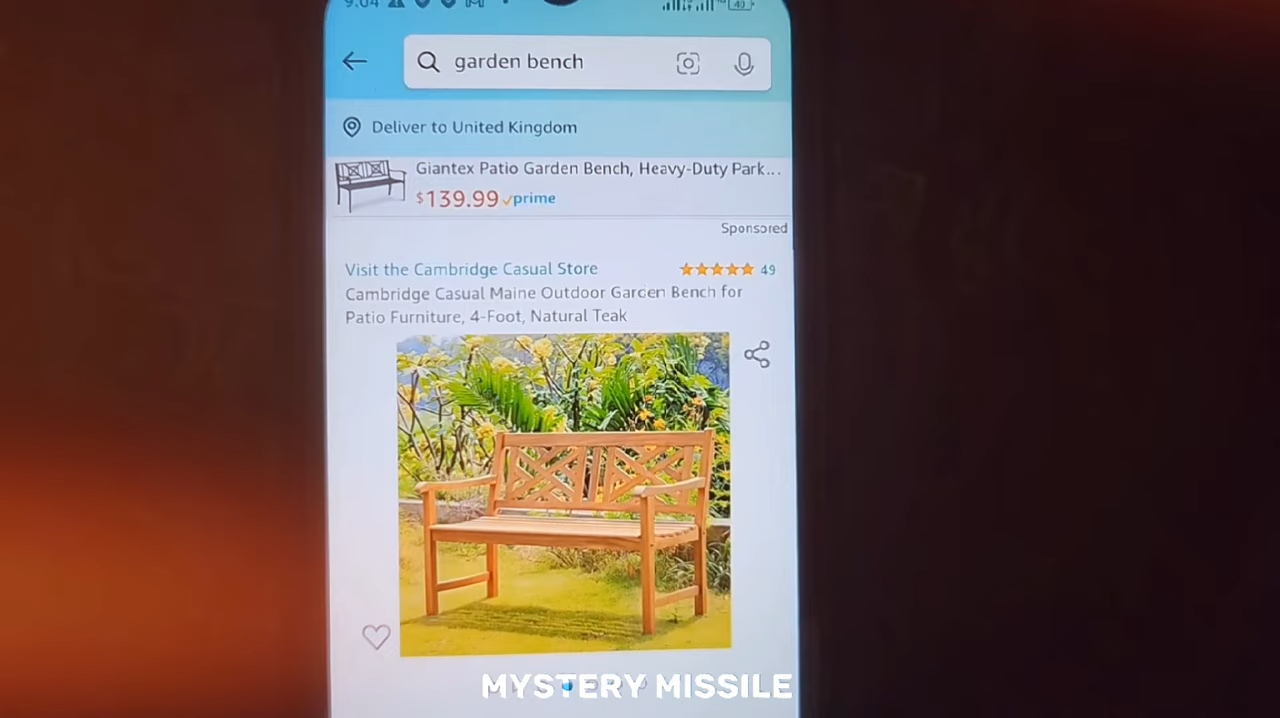 9:04
garden bench
Deliver to United Kingdom
Giantex Patio Garden Bench, Heavy-Duty Park...
$139.99 prime
Sponsored
Visit the Cambridge Casual Store
49
Cambridge Casual Maine Outdoor Garden Bench for
Patio Furniture, 4-Foot, Natural Teak
MYSTERY MISSILE